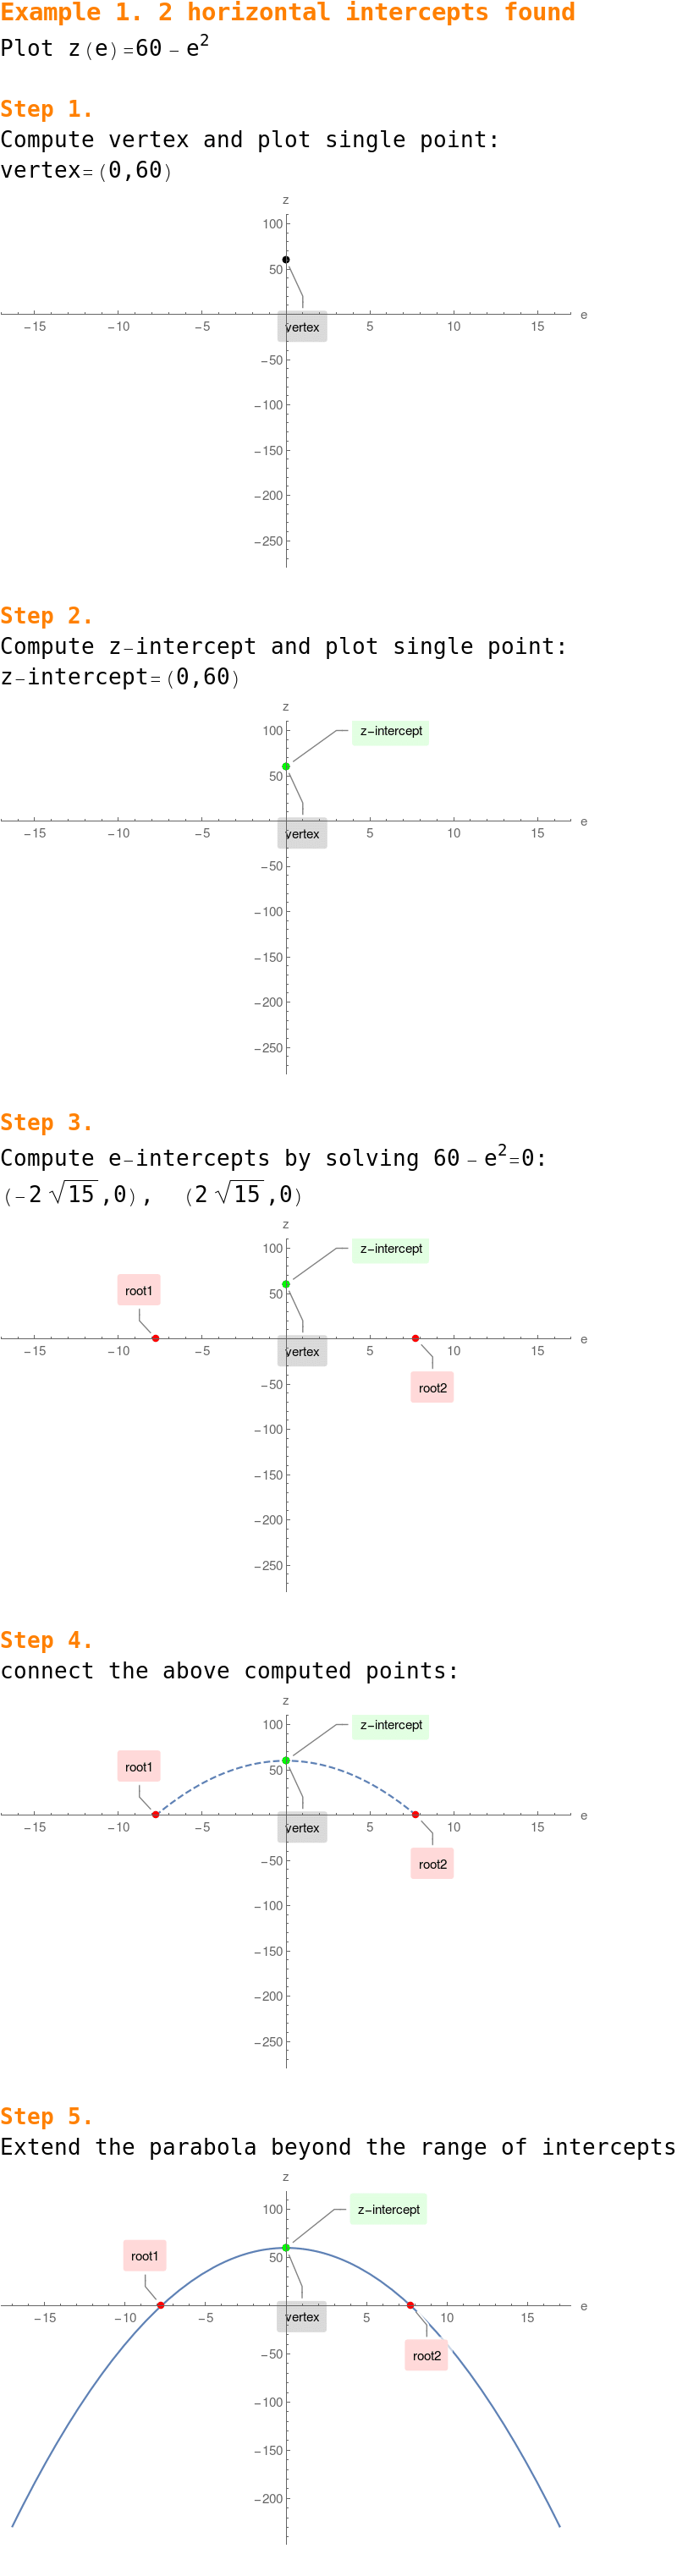 Example 1. 2 horizontal intercepts found
Plot z(e)=60-e²
Step 1.
Compute vertex and plot single point:
vertex=(0,60)
z
100
50
-15 -10 -5 5 10 15 e
vertex
-50
-100
-150
-200
-250
Step 2.
Compute z-intercept and plot single point:
z-intercept=(0,60)
z
100 z-intercept
50
-15 -10 -5 5 10 15 e
vertex
-50
-100
-150
-200
-250
Step 3.
Compute e-intercepts by solving 60-e²=0:
(-2√15,0), (2√15,0)
z
100 z-intercept
root1 50
-15 -10 -5 5 10 15 e
vertex
-50 root2
-100
-150
-200
-250
Step 4.
connect the above computed points:
z
100 z-intercept
root1 50
-15 -10 -5 5 10 15 e
vertex
-50 root2
-100
-150
-200
-250
Step 5.
Extend the parabola beyond the range of intercepts
z
100 z-intercept
root1 50
-15 -10 -5 5 10 15 e
vertex
-50 root2
-100
-150
-200